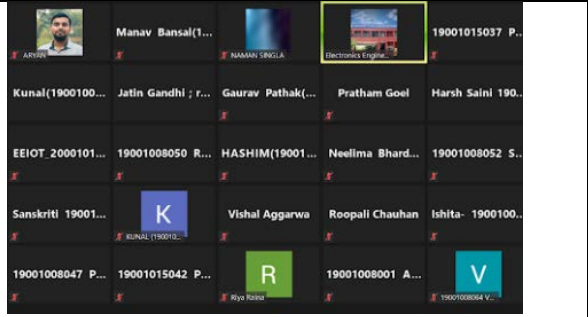 ARYAN
Manav Bansal(1...
NAMAN SINGLA
Electronics Engine...
19001015037 P...
Kunal(1900100...
Jatin Gandhi ; r...
Gaurav Pathak(...
Pratham Goel
Harsh Saini 190...
EEIOT_2000101...
19001008050 R...
HASHIM(19001...
Neelima Bhard...
19001008052 S...
Sanskriti 19001...
K
KUNAL (190010...
Vishal Aggarwa
Roopali Chauhan
Ishita- 1900100...
19001008047 P...
19001015042 P...
R
Riya Raina
19001008001 A...
V
19001008064 V...